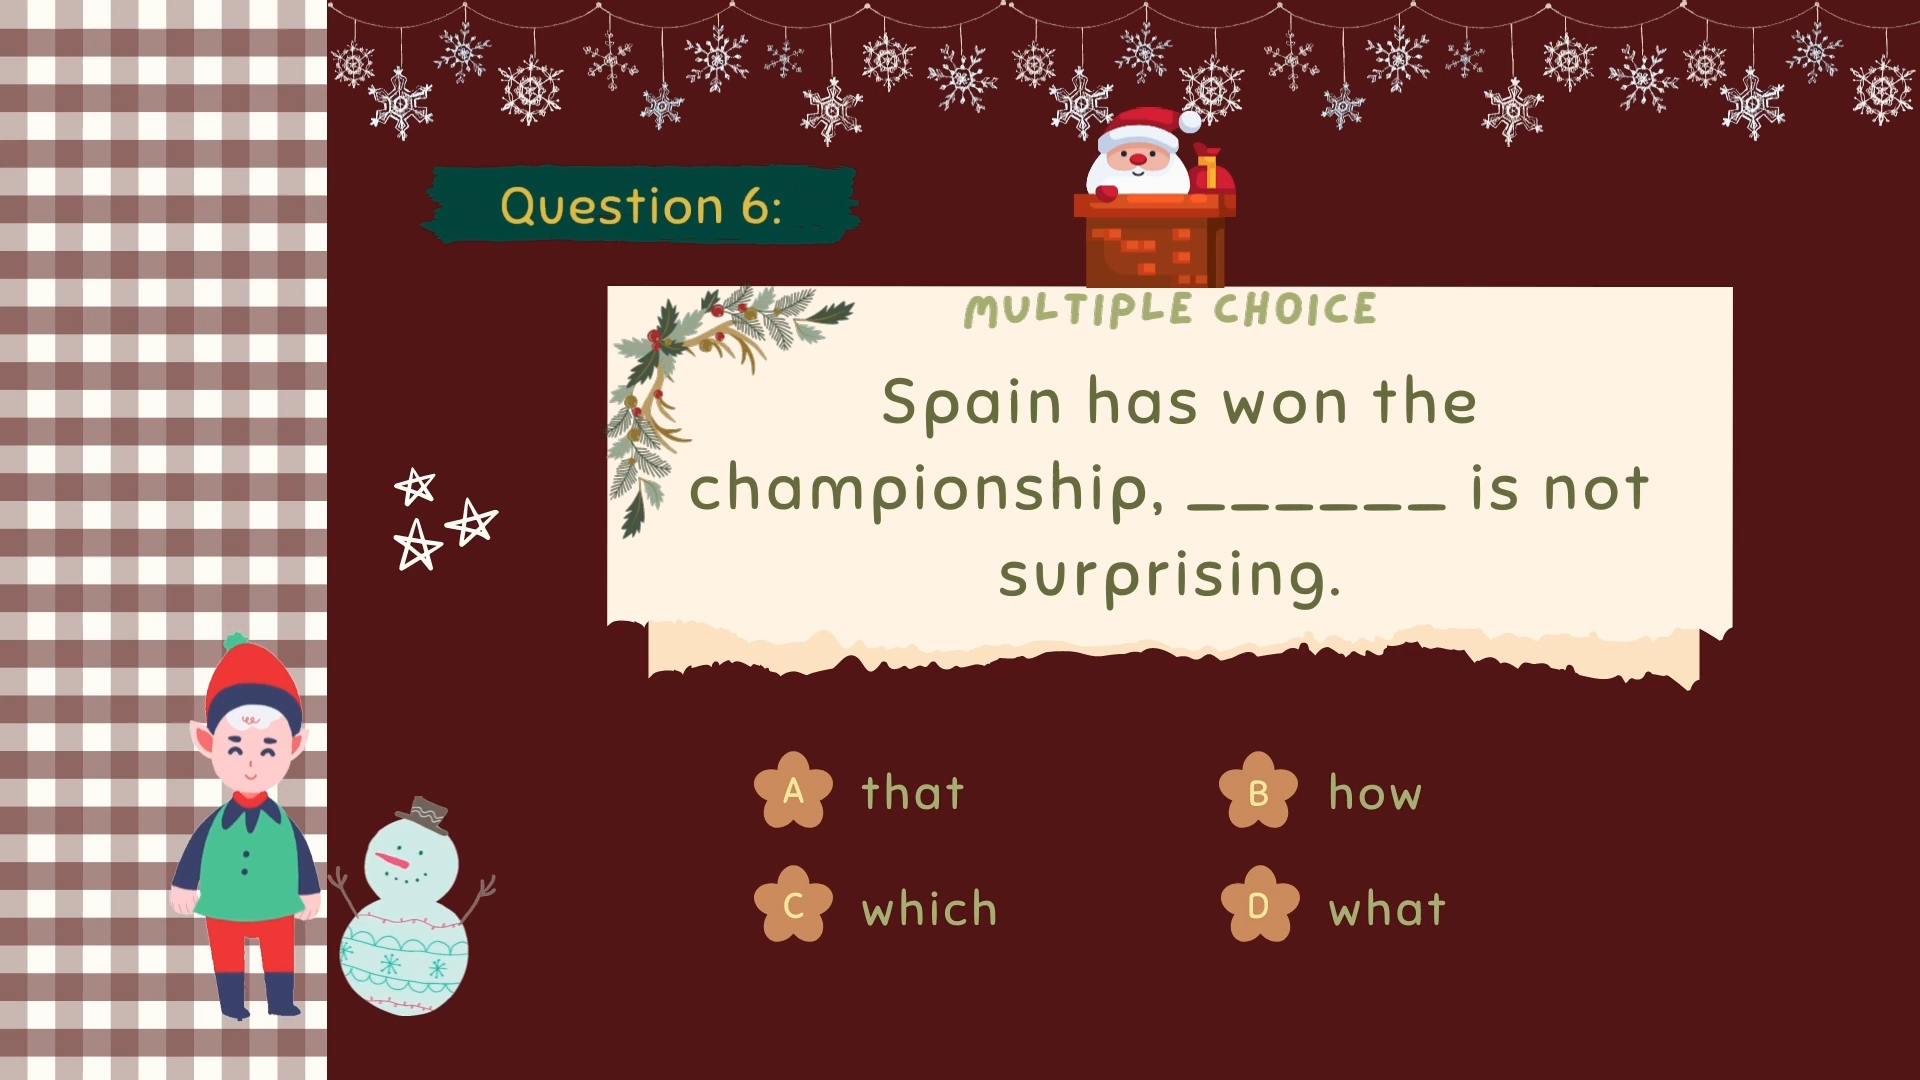 Question 6:
MULTIPLE CHOICE
Spain has won the
championship, ______ is not
surprising.
A that
B how
C which
D what